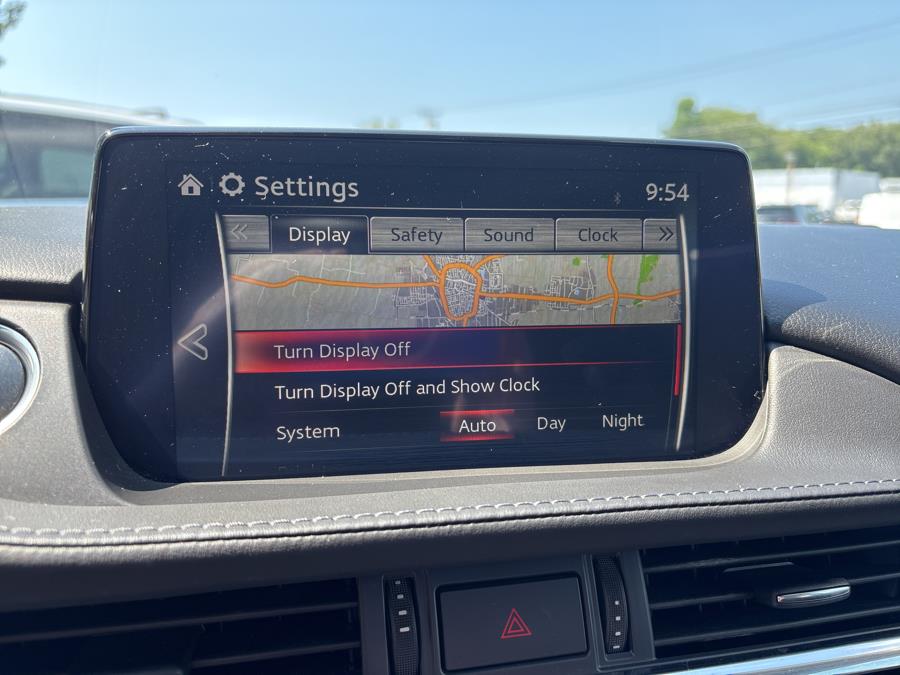 Settings
9:54
Display Safety Sound Clock
Turn Display Off
Turn Display Off and Show Clock
System Auto Day Night